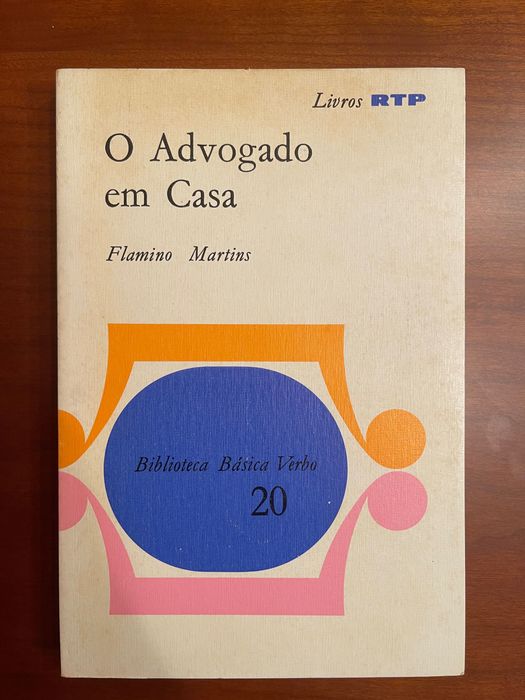 Livros RTP
O Advogado
em Casa
Flamino Martins
Biblioteca Básica Verbo
20